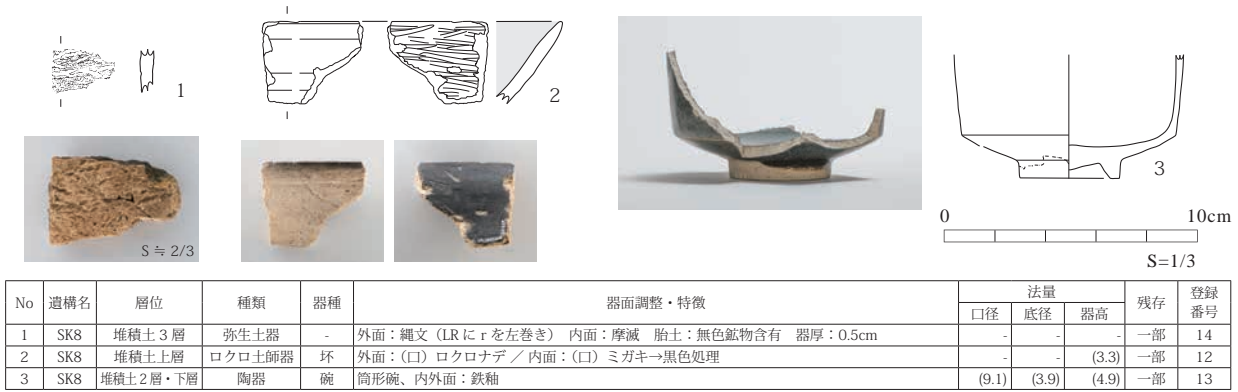 1
2
3
S ≒ 2/3
0 10cm
S=1/3
No 遺構名 層位 種類 器種 器面調整・特徴 法量 残存 登録番号
口径 底径 器高
1 SK8 堆積土 3 層 弥生土器 - 外面：縄文（LR に r を左巻き） 内面：摩滅 胎土：無色鉱物含有 器厚：0.5cm - - - 一部 14
2 SK8 堆積土上層 ロクロ土師器 坏 外面：（口）ロクロナデ ／ 内面：（口）ミガキ→黒色処理 - - (3.3) 一部 12
3 SK8 堆積土 2 層・下層 陶器 碗 筒形碗、内外面：鉄釉 (9.1) (3.9) (4.9) 一部 13